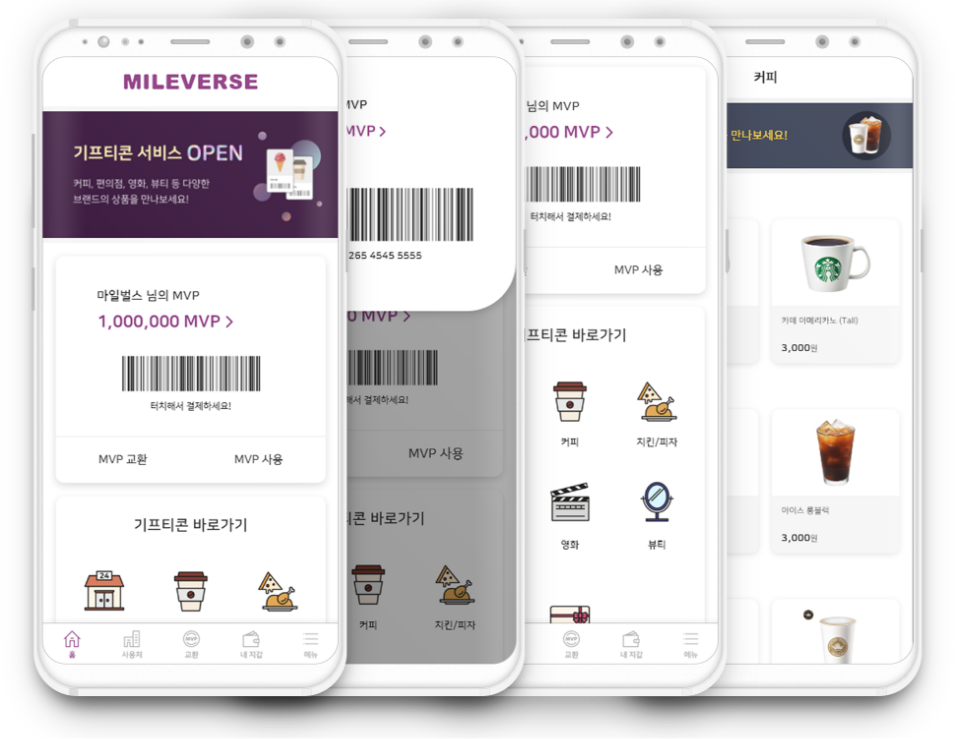 MILEVERSE
기프티콘 서비스 OPEN
커피, 편의점, 영화, 뷰티 등 다양한
브랜드의 상품을 만나보세요!
마일벌스 님의 MVP
1,000,000 MVP >
터치해서 결제하세요!
MVP 교환
MVP 사용
기프티콘 바로가기
24
홈
사용처
MVP
교환
내 지갑
메뉴
MVP
MVP >
265 4545 5555
0 MVP >
해서 결제하세요!
MVP 사용
콘 바로가기
커피
치킨/피자
님의 MVP
,000 MVP >
터치해서 결제하세요!
MVP 사용
프티콘 바로가기
커피
치킨/피자
영화
뷰티
MVP
교환
내 지갑
메뉴
커피
만나보세요!
카페 아메리카노 (Tall)
3,000원
아이스 롱블랙
3,000원